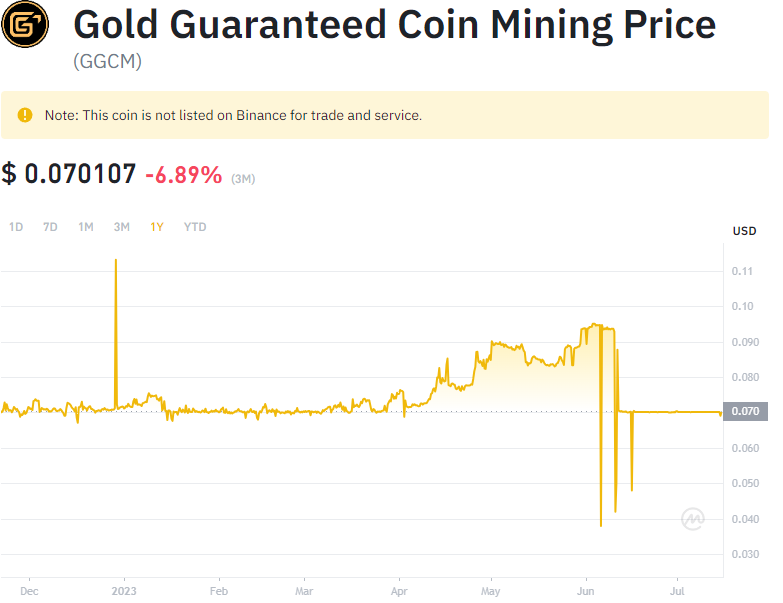 Gold Guaranteed Coin Mining Price
(GGCM)
Note: This coin is not listed on Binance for trade and service.
$ 0.070107 -6.89% (3M)
1D 7D 1M 3M 1Y YTD
USD
0.11
0.10
0.090
0.080
0.070
0.060
0.050
0.040
0.030
Dec 2023 Feb Mar Apr May Jun Jul